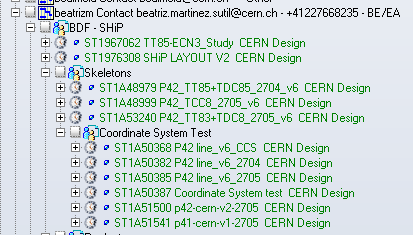 beatrizm Contact beatriz.martinez.sutil@cern.ch - +41227668235 - BE/EA
BDF - SHiP
ST1967062 TT85-ECN3_Study CERN Design
ST1976308 SHiP LAYOUT V2 CERN Design
Skeletons
ST1A48979 P42_TT85+TDC85_2704_v6 CERN Design
ST1A48999 P42_TCC8_2705_v6 CERN Design
ST1A53240 P42_TT83+TDC8_2705_v6 CERN Design
Coordinate System Test
ST1A50368 P42 line_v6_CCS CERN Design
ST1A50382 P42 line_v6_2704 CERN Design
ST1A50385 P42 line_v6_2705 CERN Design
ST1A50387 Coordinate System test CERN Design
ST1A51500 p42-cern-v2-2705 CERN Design
ST1A51541 p41-cern-v1-2705 CERN Design